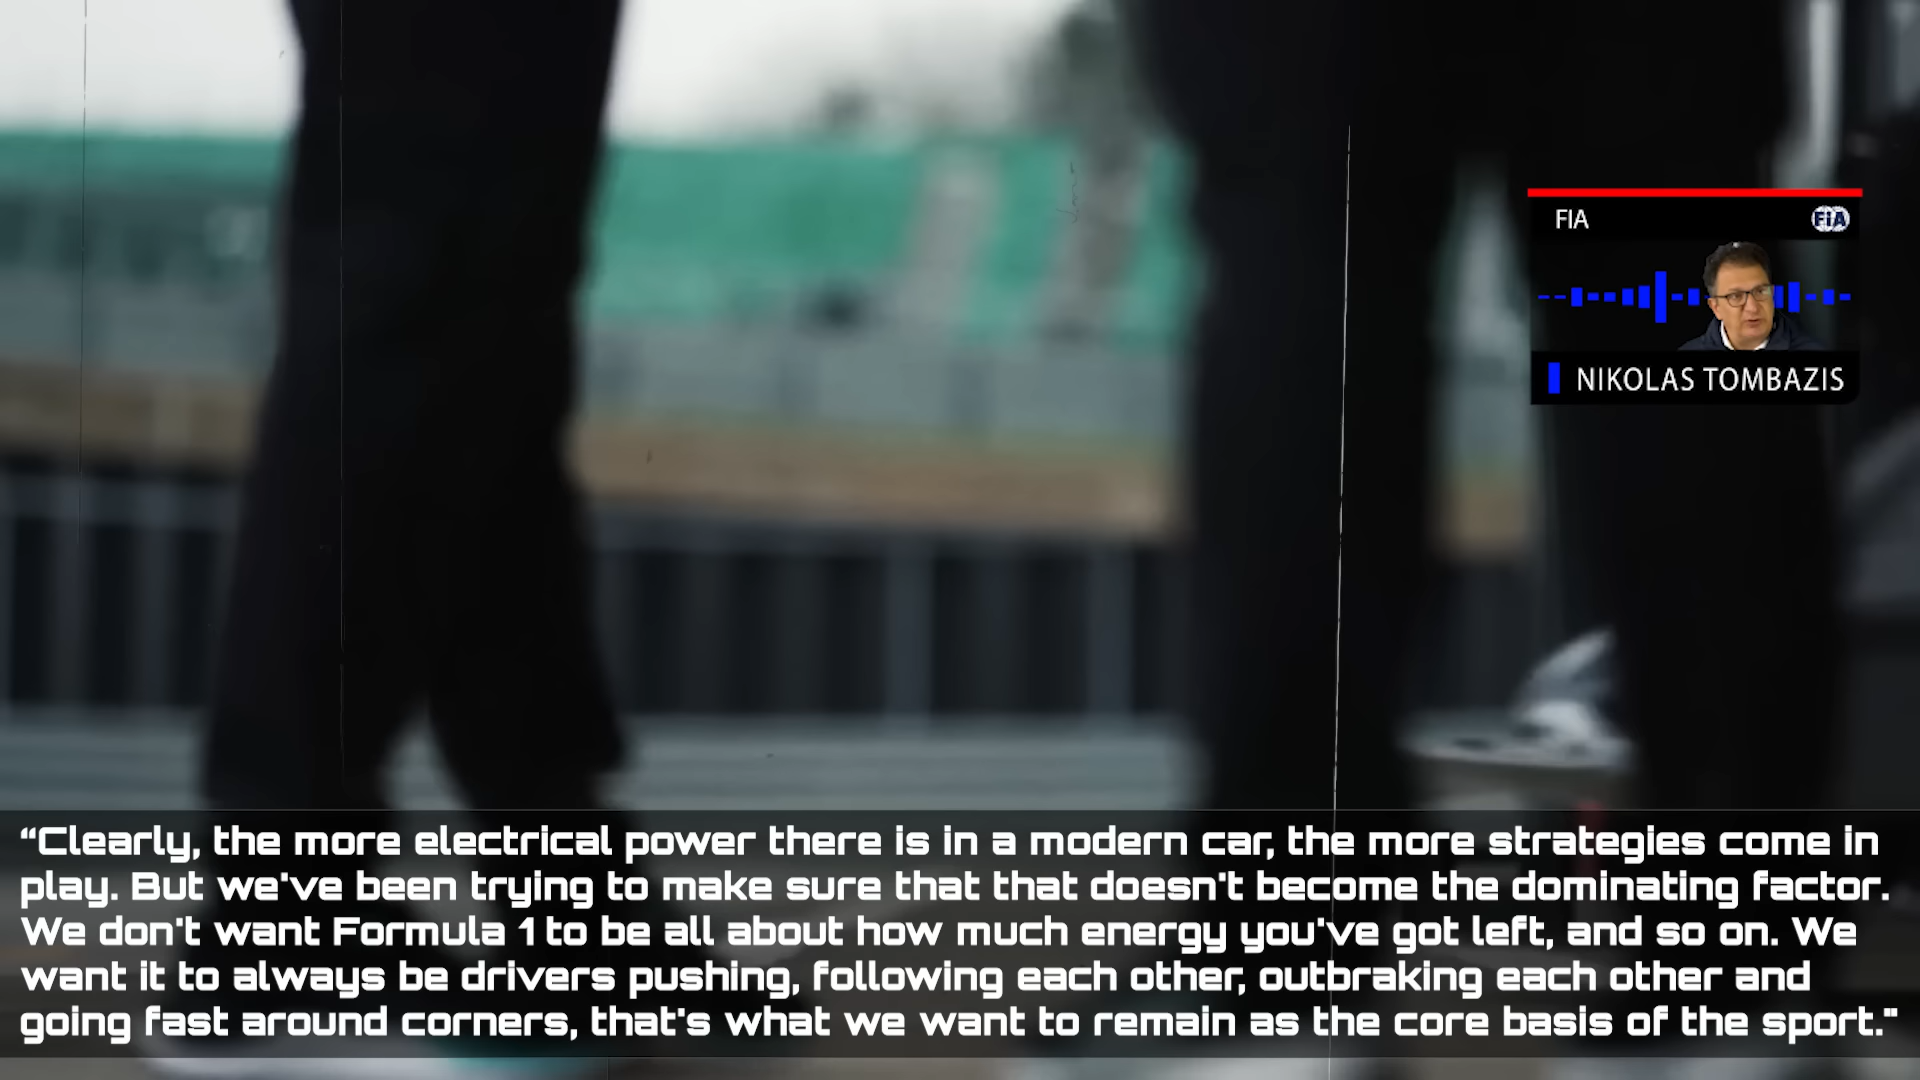 FIA
FIA
NIKOLAS TOMBAZIS
“Clearly, the more electrical power there is in a modern car, the more strategies come in
play. But we've been trying to make sure that that doesn't become the dominating factor.
We don't want Formula 1 to be all about how much energy you've got left, and so on. We
want it to always be drivers pushing, following each other, outbraking each other and
going fast around corners, that's what we want to remain as the core basis of the sport."